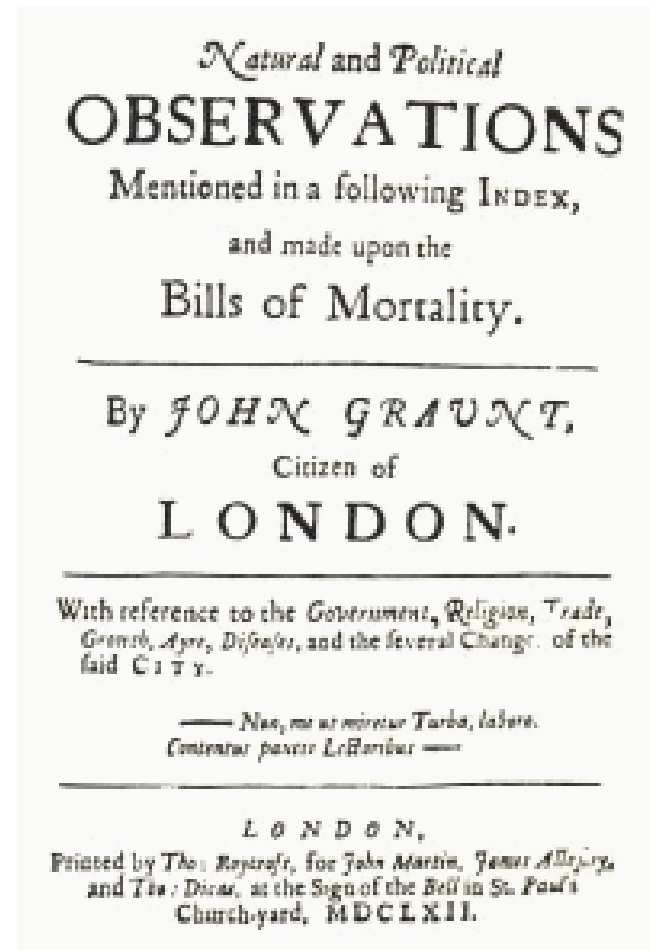 Natural and Political
OBSERVATIONS
Mentioned in a following INDEX,
and made upon the
Bills of Mortality.
By JOHN GRAUNT,
Citizen of
LONDON.
With reference to the Government, Religion, Trade,
Growth, Ayre, Diſeaſes, and the ſeveral Change. of the
ſaid CITY.
—— Non, me ut miretur Turba, laboro.
Contentus paucis Lectoribus ——
LONDON,
Printed by Tho: Roycroft, for John Martin, James Alleſtry,
and Tho: Dicas, at the Sign of the Bell in St. Paul's
Church-yard, MDCLXII.